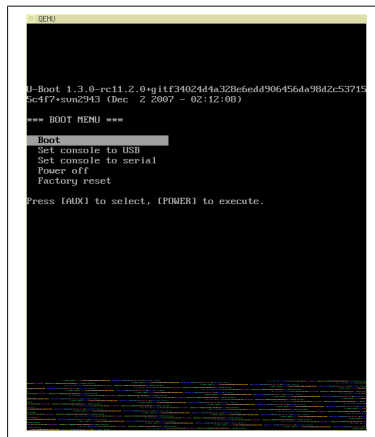 QEMU
U-Boot 1.3.0-rc11.2.0+gitf34024d4a328e6edd906456da98d2c53715
5c4f7+svn2943 (Dec  2 2007 - 02:12:08)
*** BOOT MENU ***
Boot
Set console to USB
Set console to serial
Power off
Factory reset
Press [AUX] to select, [POWER] to execute.